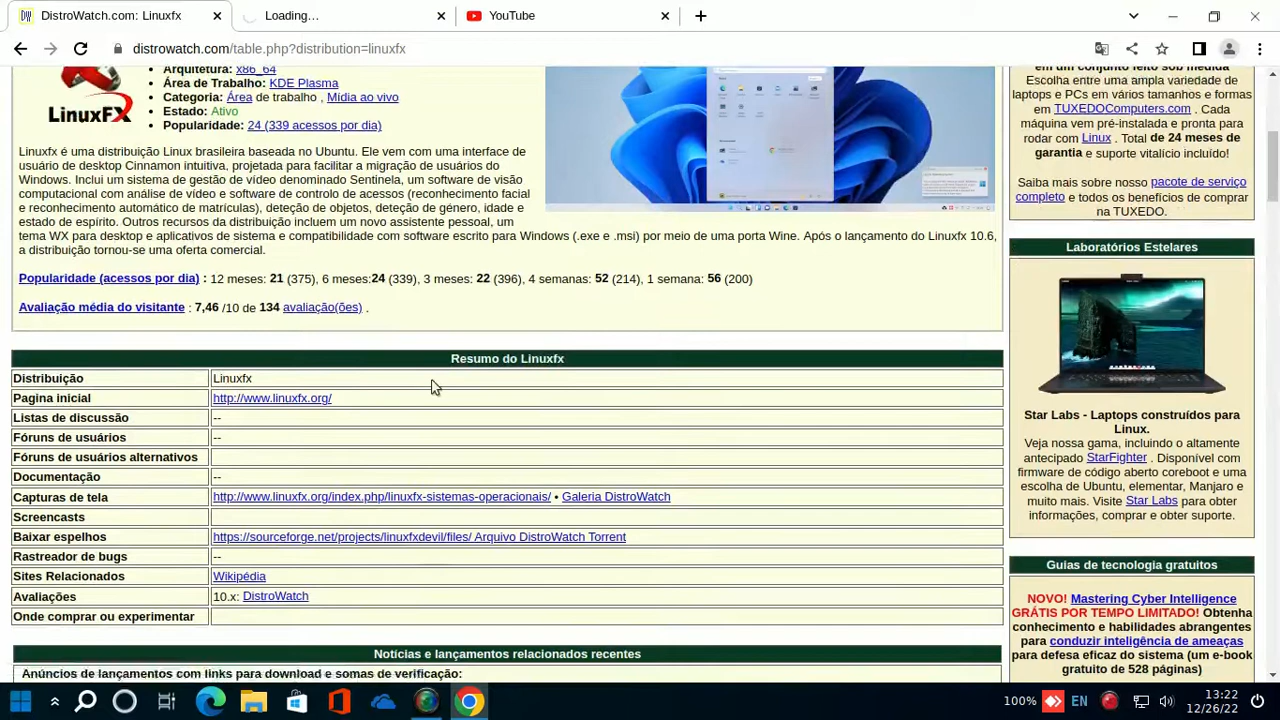 DistroWatch.com: Linuxfx
Loading…
YouTube
distrowatch.com/table.php?distribution=linuxfx
LinuxFX
Arquitetura: x86_64
Área de Trabalho: KDE Plasma
Categoria: Área de trabalho , Mídia ao vivo
Estado: Ativo
Popularidade: 24 (339 acessos por dia)
Linuxfx é uma distribuição Linux brasileira baseada no Ubuntu. Ele vem com uma interface de
usuário de desktop Cinnamon intuitiva, projetada para facilitar a migração de usuários do
Windows. Inclui um sistema de gestão de vídeo denominado Sentinela, um software de visão
computacional com análise de vídeo e software de controlo de acessos (reconhecimento facial
e reconhecimento automático de matrículas), deteção de objetos, deteção de género, idade e
estado de espírito. Outros recursos da distribuição incluem um novo assistente pessoal, um
tema WX para desktop e aplicativos de sistema e compatibilidade com software escrito para Windows (.exe e .msi) por meio de uma porta Wine. Após o lançamento do Linuxfx 10.6,
a distribuição tornou-se uma oferta comercial.
Popularidade (acessos por dia) : 12 meses: 21 (375), 6 meses:24 (339), 3 meses: 22 (396), 4 semanas: 52 (214), 1 semana: 56 (200)
Avaliação média do visitante : 7,46 /10 de 134 avaliação(ões) .
Resumo do Linuxfx
Distribuição Linuxfx
Pagina inicial http://www.linuxfx.org/
Listas de discussão --
Fóruns de usuários --
Fóruns de usuários alternativos
Documentação --
Capturas de tela http://www.linuxfx.org/index.php/linuxfx-sistemas-operacionais/ • Galeria DistroWatch
Screencasts
Baixar espelhos https://sourceforge.net/projects/linuxfxdevil/files/ Arquivo DistroWatch Torrent
Rastreador de bugs --
Sites Relacionados Wikipédia
Avaliações 10.x: DistroWatch
Onde comprar ou experimentar
Notícias e lançamentos relacionados recentes
Anúncios de lançamentos com links para download e somas de verificação:
em um conjunto feito sob medida
Escolha entre uma ampla variedade de
laptops e PCs em vários tamanhos e formas
em TUXEDOComputers.com . Cada
máquina vem pré-instalada e pronta para
rodar com Linux . Total de 24 meses de
garantia e suporte vitalício incluído!
Saiba mais sobre nosso pacote de serviço
completo e todos os benefícios de comprar
na TUXEDO.
Laboratórios Estelares
Star Labs - Laptops construídos para
Linux.
Veja nossa gama, incluindo o altamente
antecipado StarFighter . Disponível com
firmware de código aberto coreboot e uma
escolha de Ubuntu, elementar, Manjaro e
muito mais. Visite Star Labs para obter
informações, comprar e obter suporte.
Guias de tecnologia gratuitos
NOVO! Mastering Cyber Intelligence
GRÁTIS POR TEMPO LIMITADO! Obtenha
conhecimento e habilidades abrangentes
para conduzir inteligência de ameaças
para defesa eficaz do sistema (um e-book
gratuito de 528 páginas)
100%
EN
13:22
12/26/22